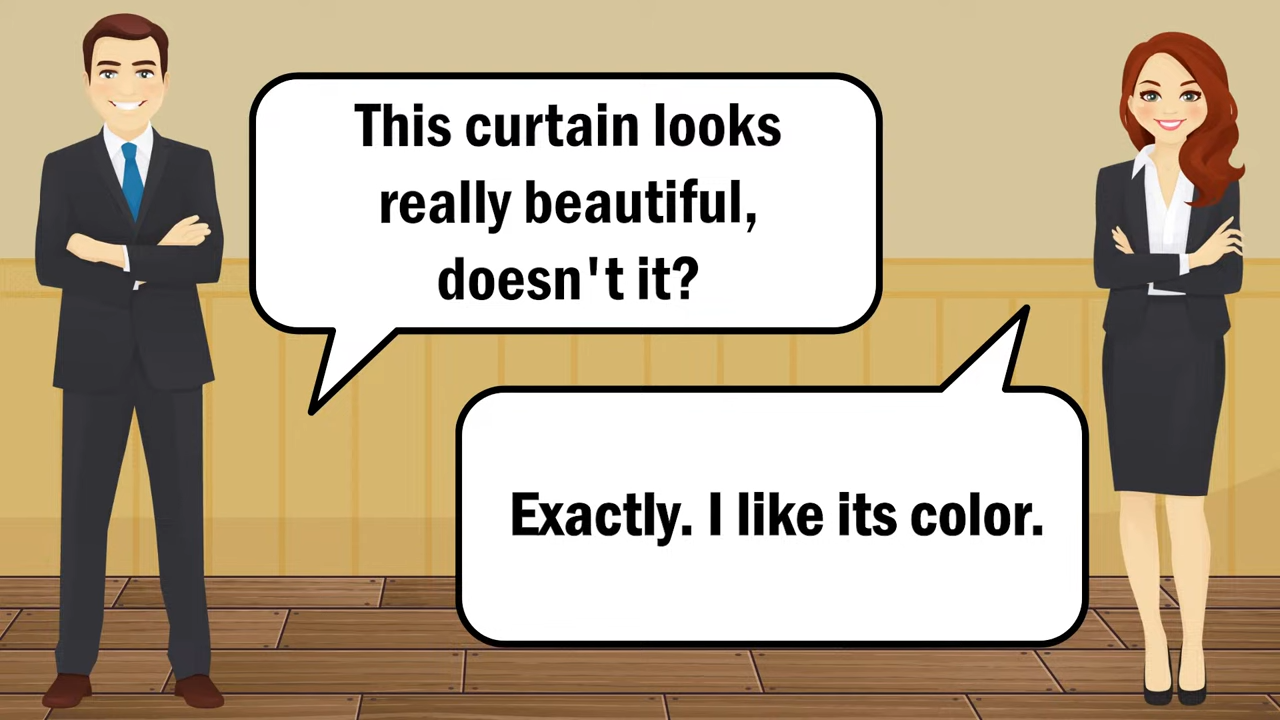 This curtain looks
really beautiful,
doesn't it?
Exactly. I like its color.